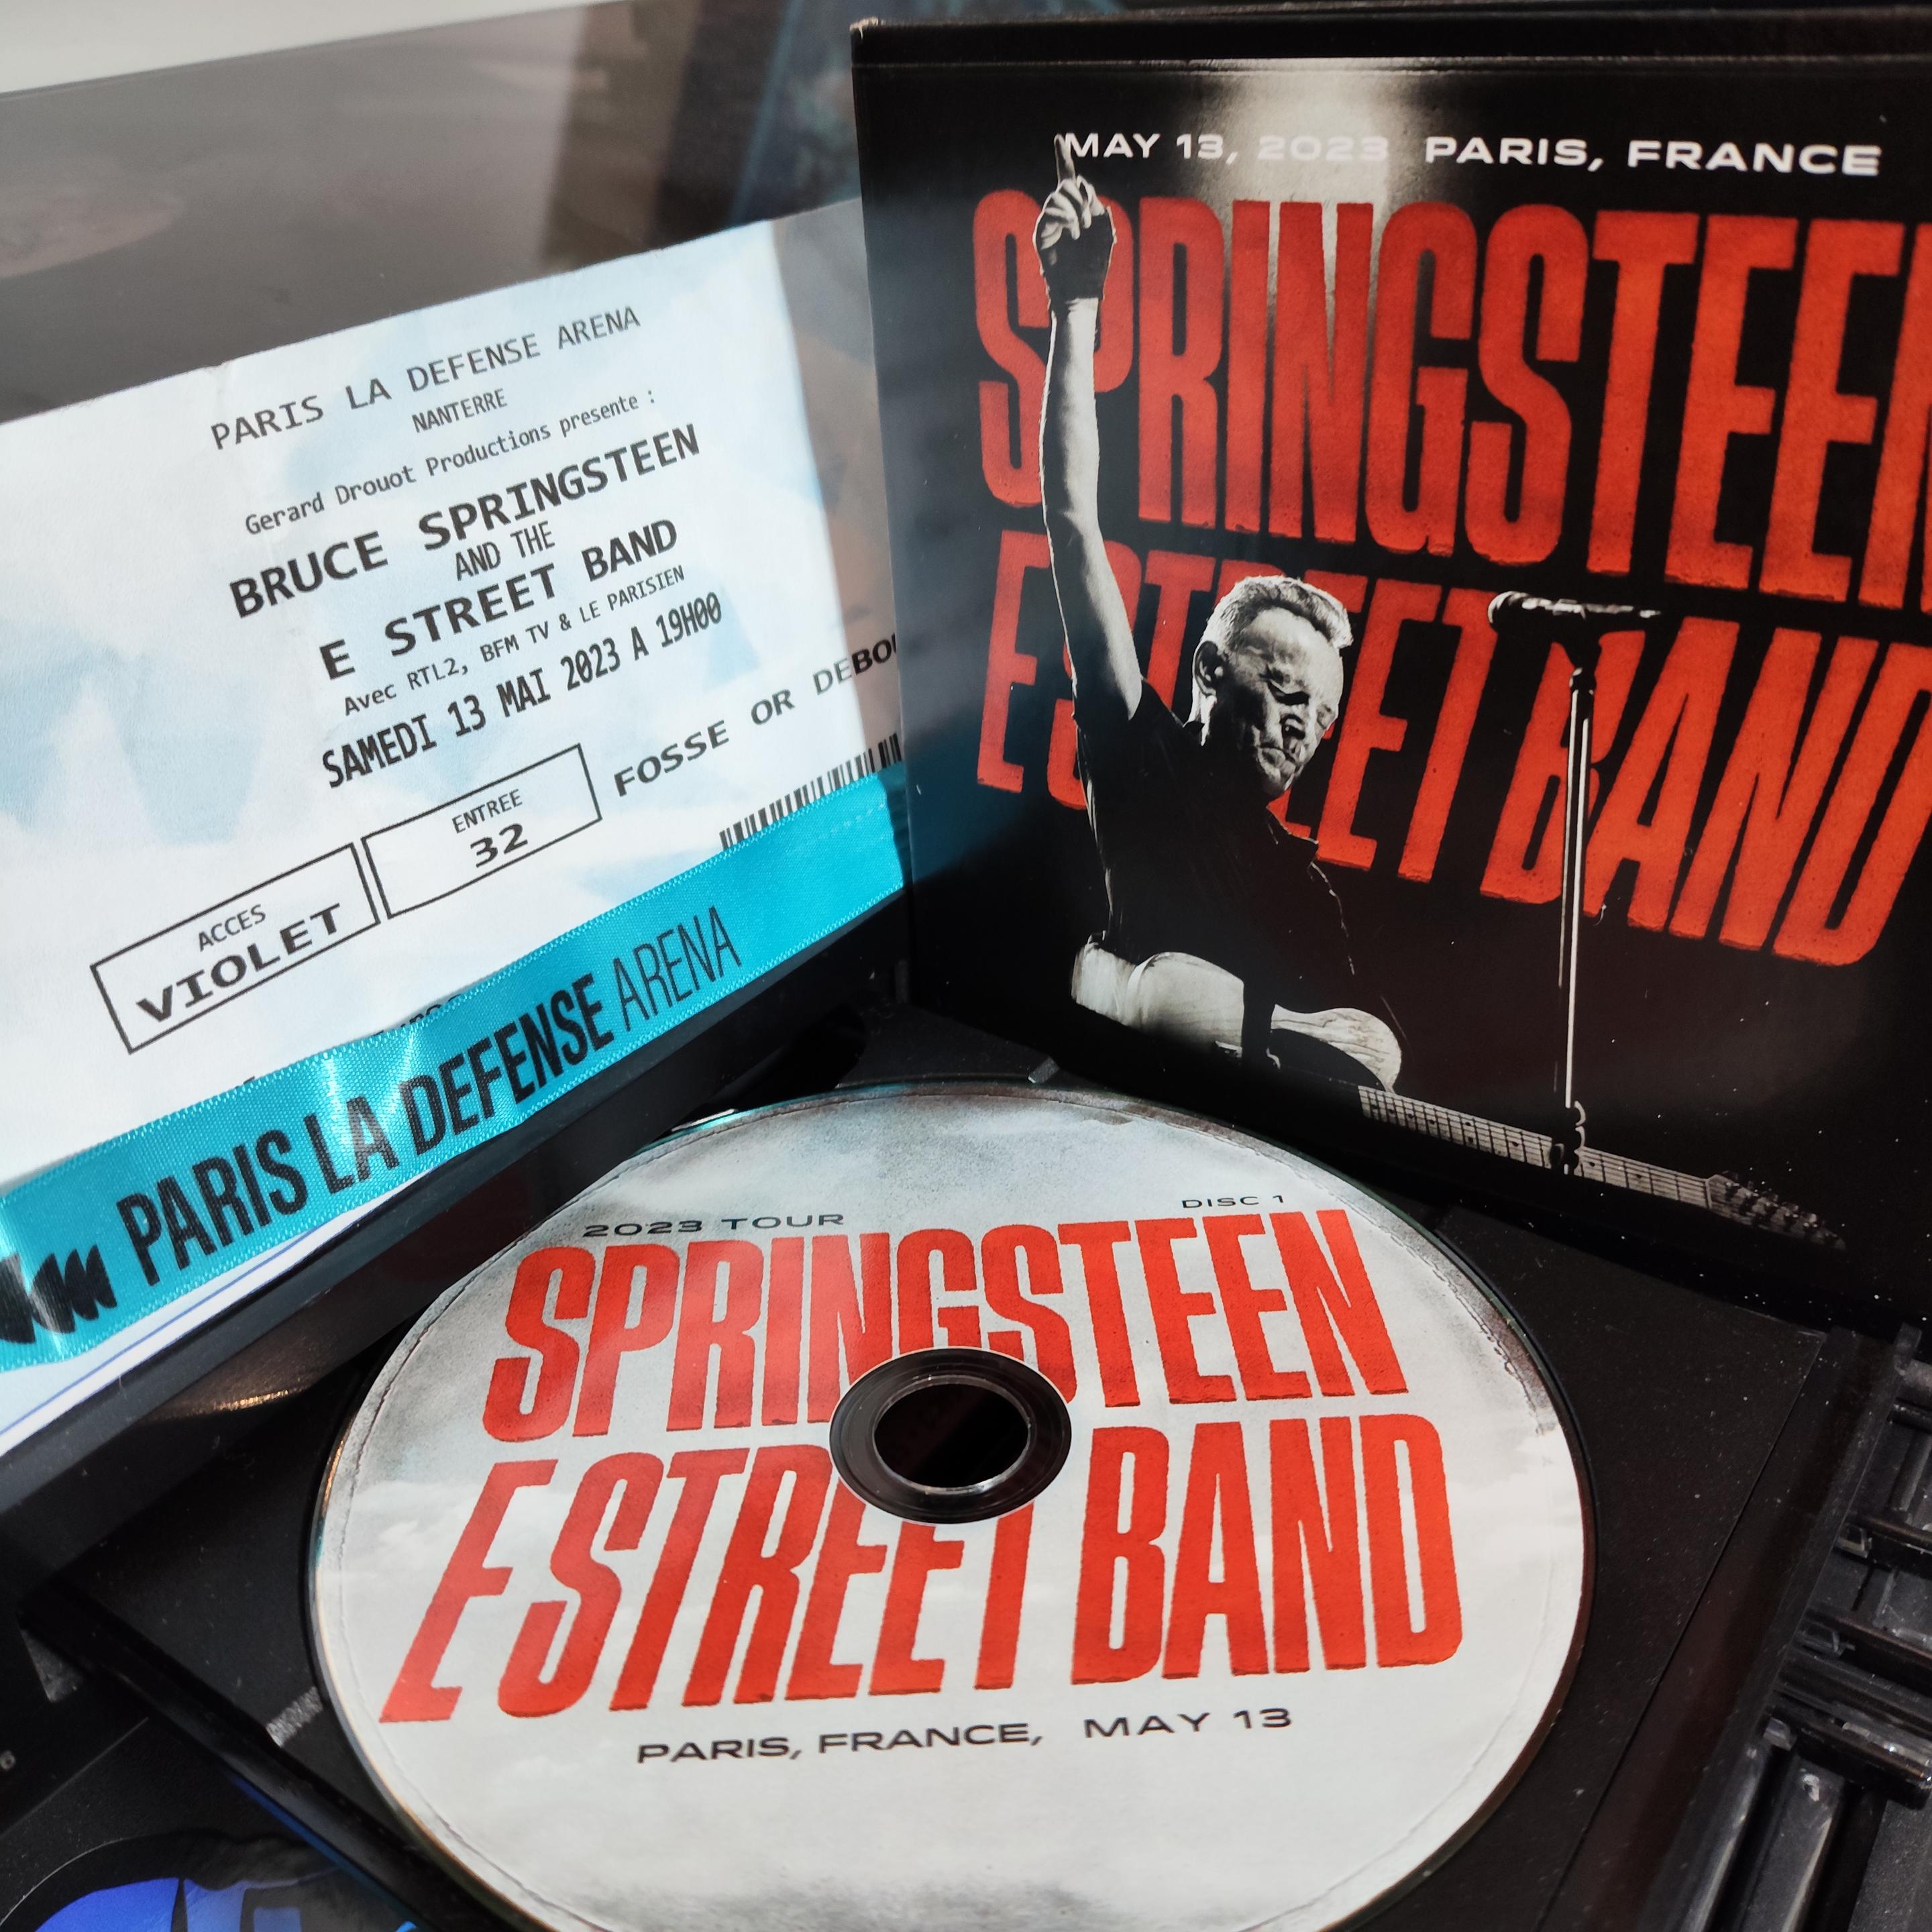 PARIS LA DEFENSE ARENA
NANTERRE
Gerard Drouot Productions presente :
BRUCE SPRINGSTEEN
AND THE
E STREET BAND
Avec RTL2, BFM TV & LE PARISIEN
SAMEDI 13 MAI 2023 A 19H00
ACCES
VIOLET
ENTREE
32
FOSSE OR
PARIS LA DEFENSE ARENA
MAY 13, 2023 PARIS, FRANCE
SPRINGSTEEN
E STREET BAND
2023 TOUR
DISC 1
SPRINGSTEEN
E STREET BAND
PARIS, FRANCE, MAY 13